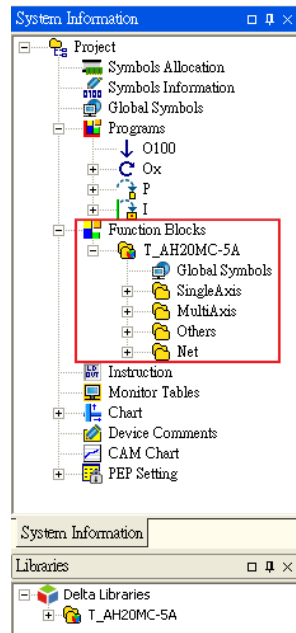 System Information
Project
Symbols Allocation
Symbols Information
Global Symbols
Programs
O100
Ox
P
I
Function Blocks
T_AH20MC-5A
Global Symbols
SingleAxis
MultiAxis
Others
Net
Instruction
Monitor Tables
Chart
Device Comments
CAM Chart
PEP Setting
System Information
Libraries
Delta Libraries
T_AH20MC-5A